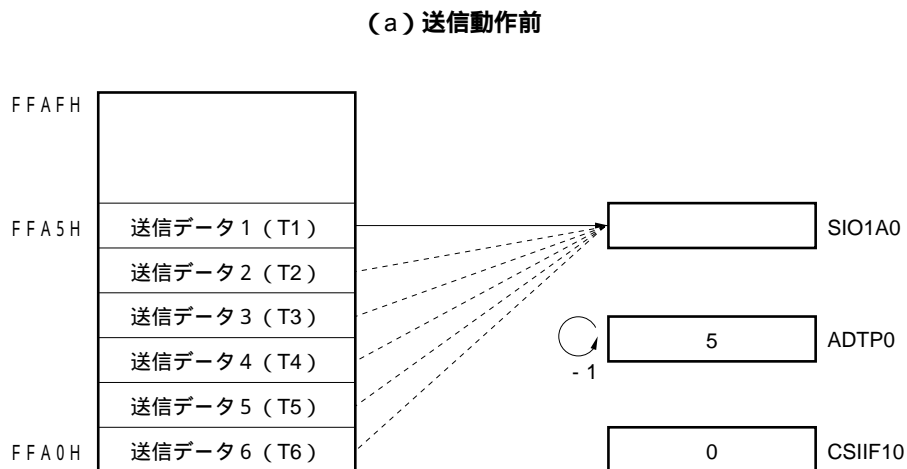 （a）送信動作前
FFAFH
FFA5H 送信データ1（T1） SIO1A0
送信データ2（T2）
送信データ3（T3） 5 ADTP0
送信データ4（T4） - 1
送信データ5（T5）
FFA0H 送信データ6（T6） 0 CSIIF10